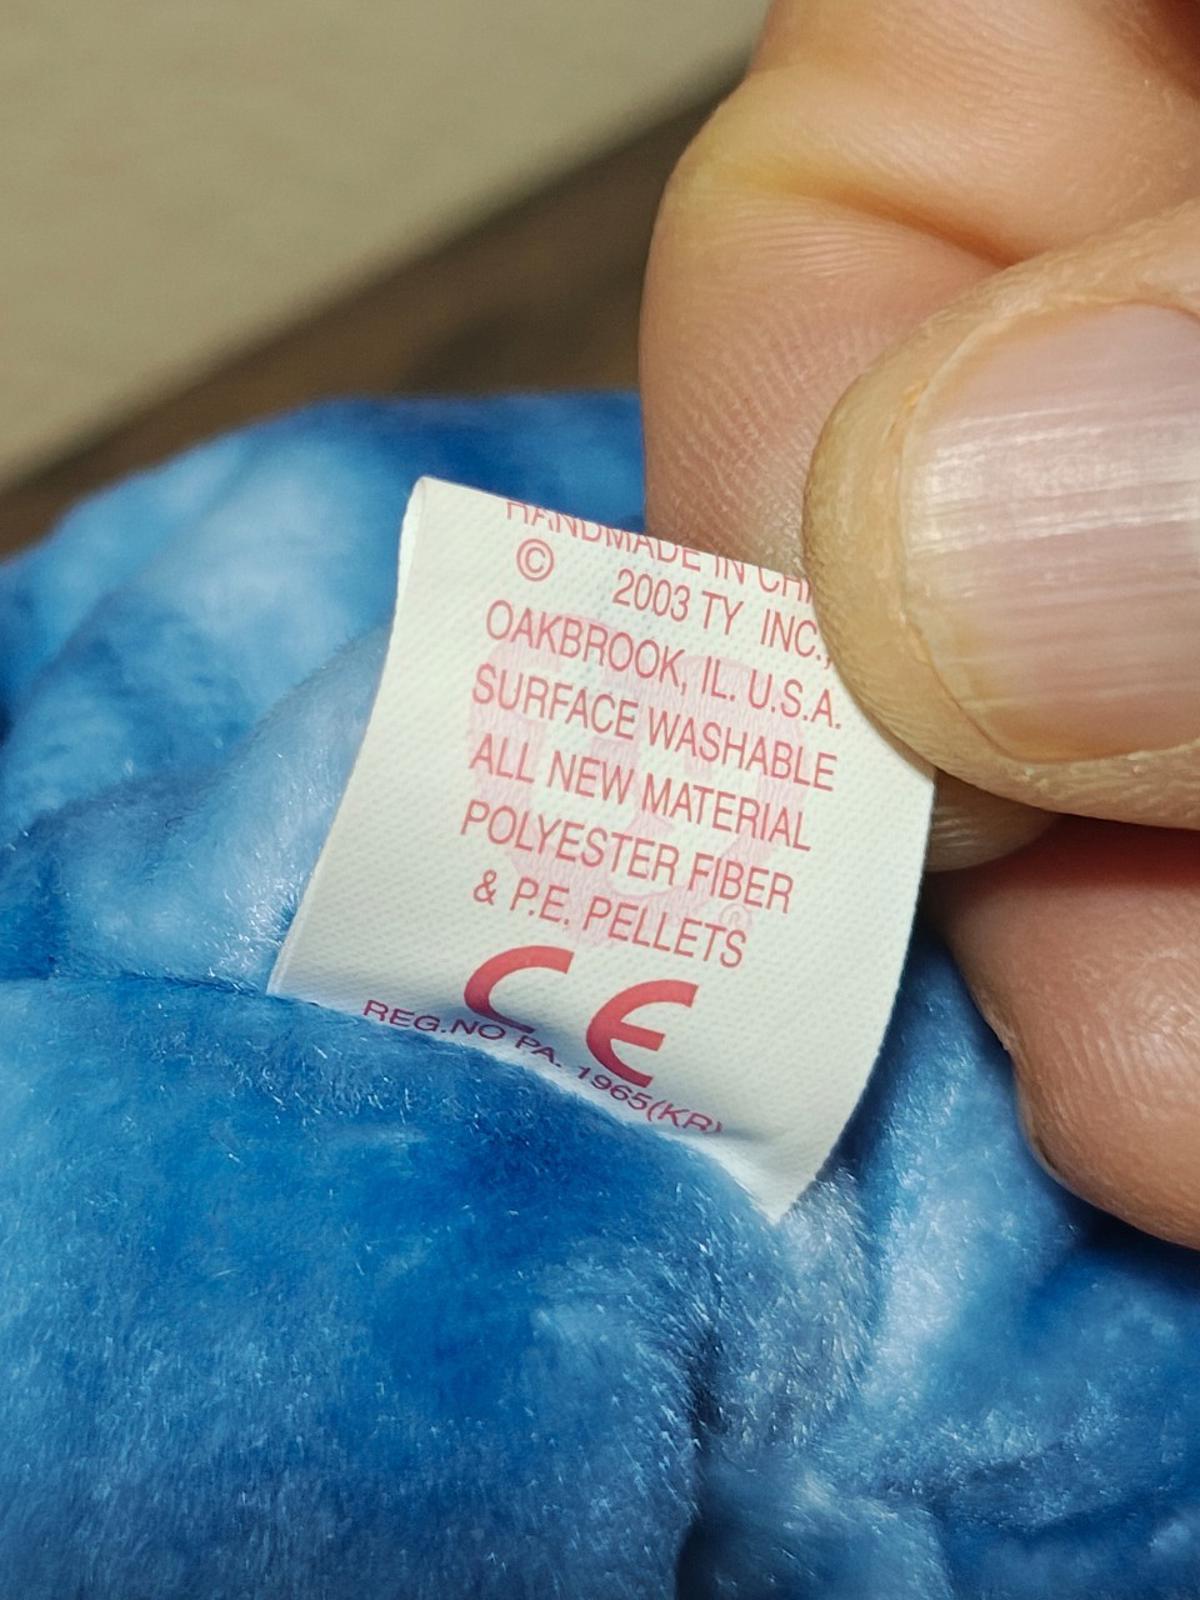 HANDMADE IN CHI
© 2003 TY INC.,
OAKBROOK, IL. U.S.A.
SURFACE WASHABLE
ALL NEW MATERIAL
POLYESTER FIBER
& P.E. PELLETS
CE
REG.NO PA. 1965(KR)